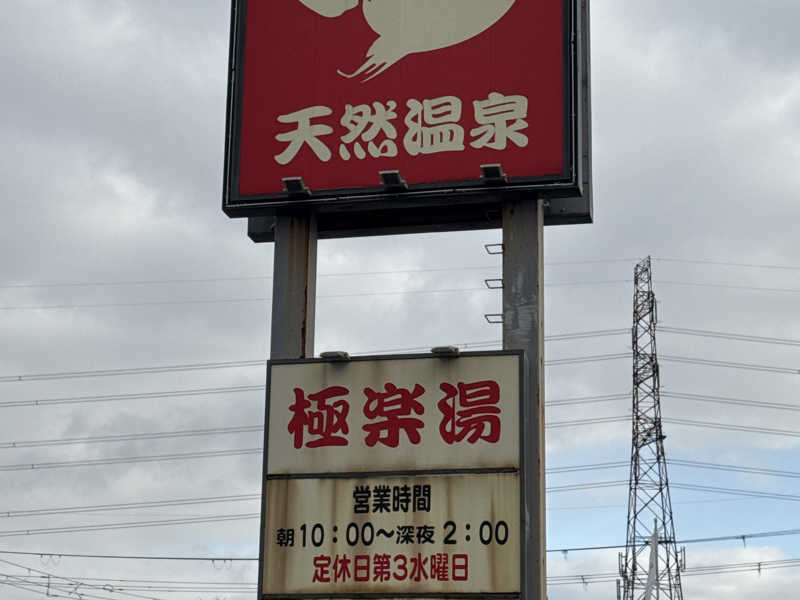 天然温泉
極楽湯
営業時間
朝10：00〜深夜2：00
定休日第3水曜日